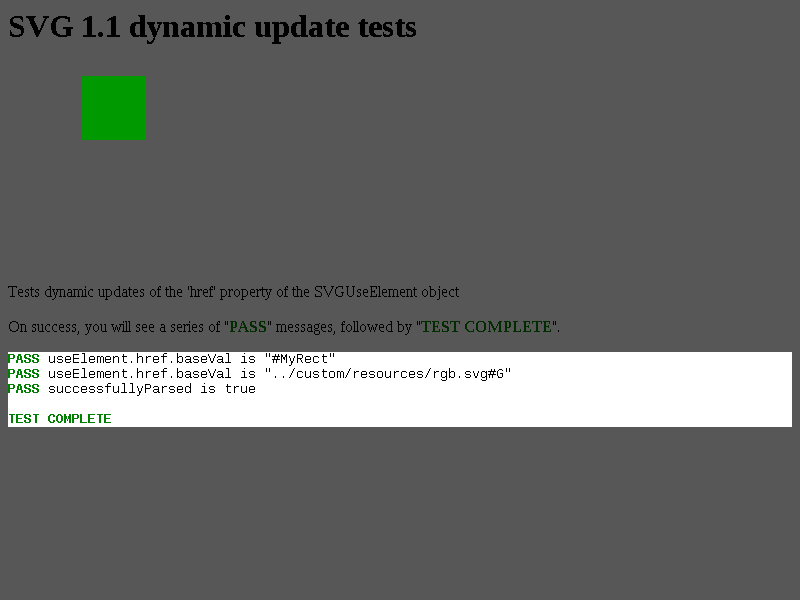 SVG 1.1 dynamic update tests
Tests dynamic updates of the 'href' property of the SVGUseElement object
On success, you will see a series of "PASS" messages, followed by "TEST COMPLETE".
PASS useElement.href.baseVal is "#MyRect"
PASS useElement.href.baseVal is "../custom/resources/rgb.svg#G"
PASS successfullyParsed is true
TEST COMPLETE